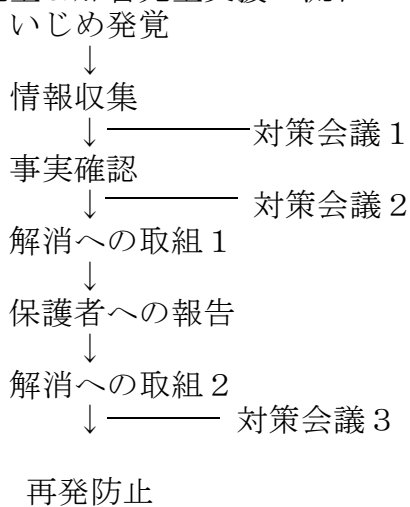 いじめ発覚
↓
情報収集
↓ 対策会議１
事実確認
↓ 対策会議２
解消への取組１
↓
保護者への報告
↓
解消への取組２
↓ 対策会議３
再発防止